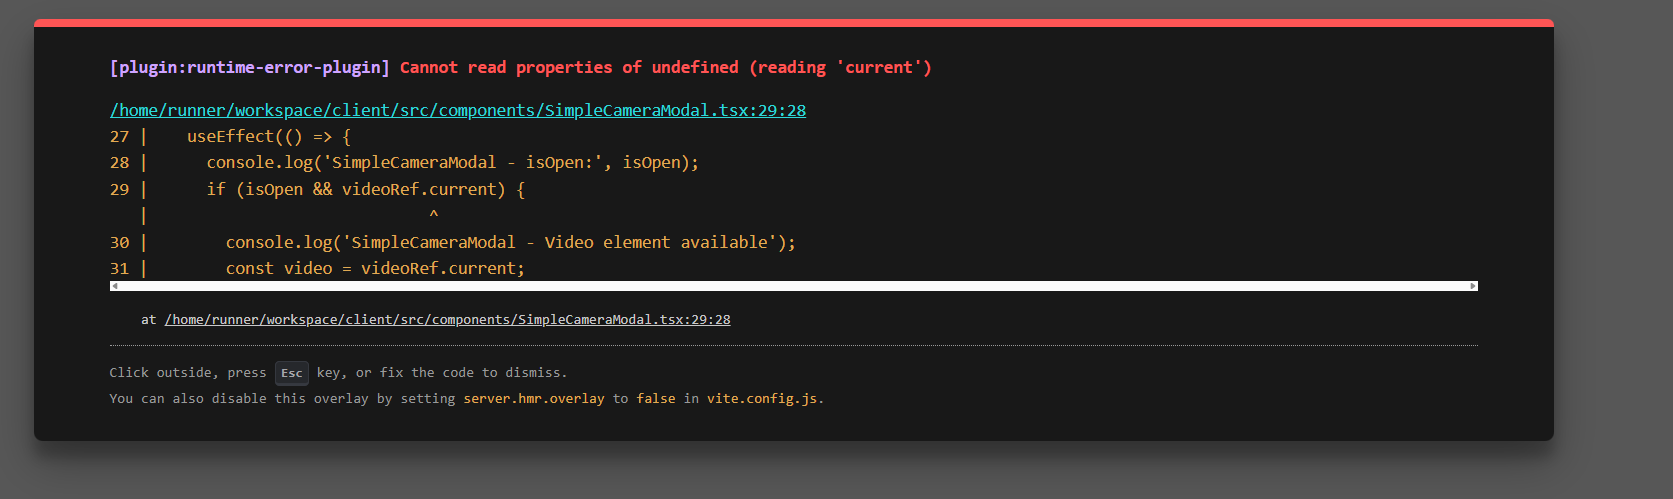 [plugin:runtime-error-plugin] Cannot read properties of undefined (reading 'current')
/home/runner/workspace/client/src/components/SimpleCameraModal.tsx:29:28
27 |    useEffect(() => {
28 |      console.log('SimpleCameraModal - isOpen:', isOpen);
29 |      if (isOpen && videoRef.current) {
   |                             ^
30 |        console.log('SimpleCameraModal - Video element available');
31 |        const video = videoRef.current;
at /home/runner/workspace/client/src/components/SimpleCameraModal.tsx:29:28
Click outside, press Esc key, or fix the code to dismiss.
You can also disable this overlay by setting server.hmr.overlay to false in vite.config.js.